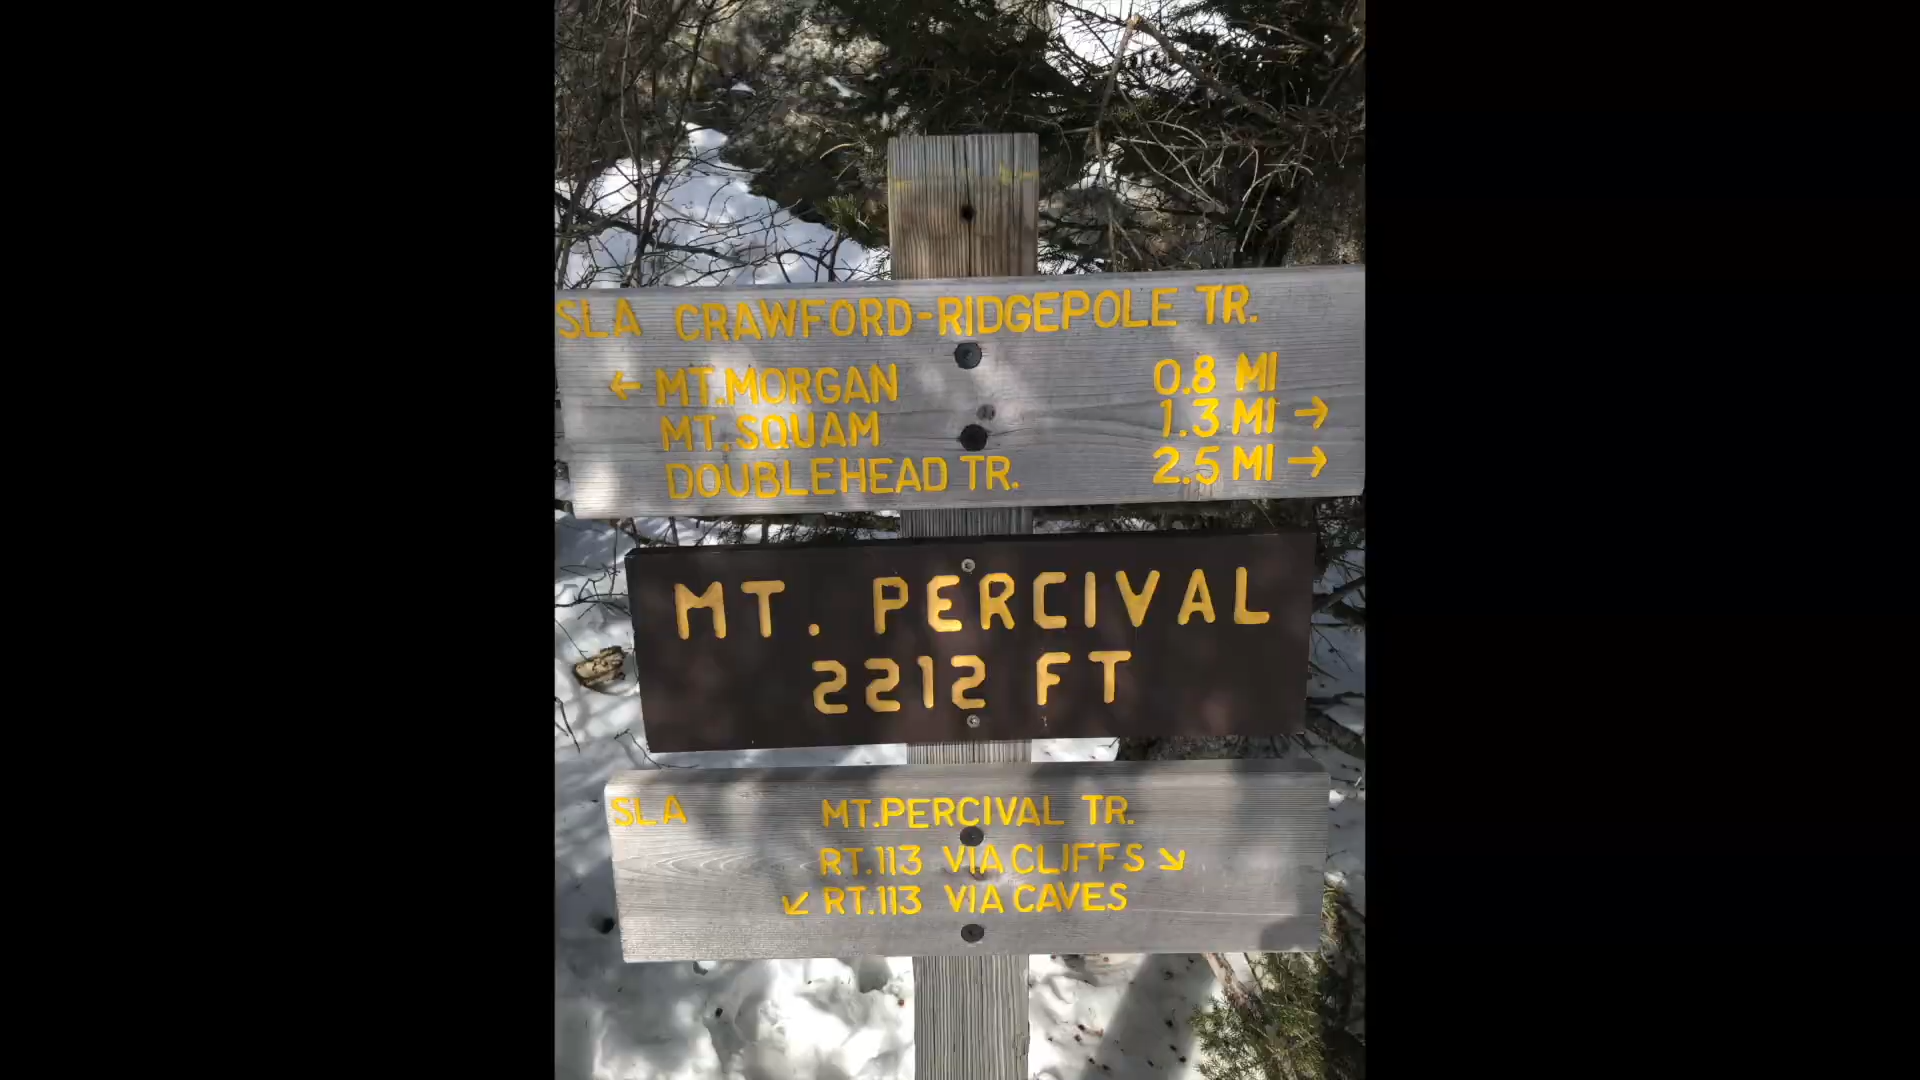 SLA CRAWFORD-RIDGEPOLE TR.
← MT.MORGAN 0.8 MI
MT.SQUAM 1.3 MI →
DOUBLEHEAD TR. 2.5 MI →
MT. PERCIVAL
2212 FT
SLA MT.PERCIVAL TR.
RT.113 VIA CLIFFS ↘
↙ RT.113 VIA CAVES